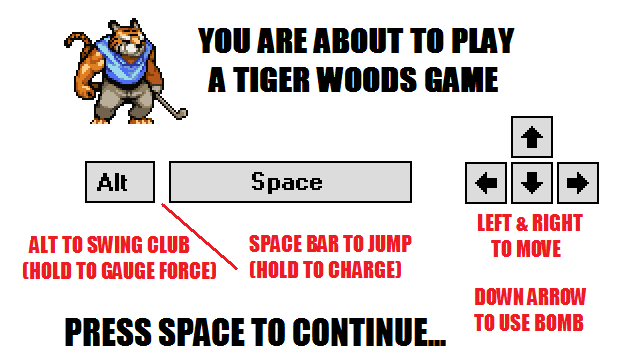 YOU ARE ABOUT TO PLAY
A TIGER WOODS GAME
Alt
Space
ALT TO SWING CLUB
(HOLD TO GAUGE FORCE)
SPACE BAR TO JUMP
(HOLD TO CHARGE)
LEFT & RIGHT
TO MOVE
DOWN ARROW
TO USE BOMB
PRESS SPACE TO CONTINUE...